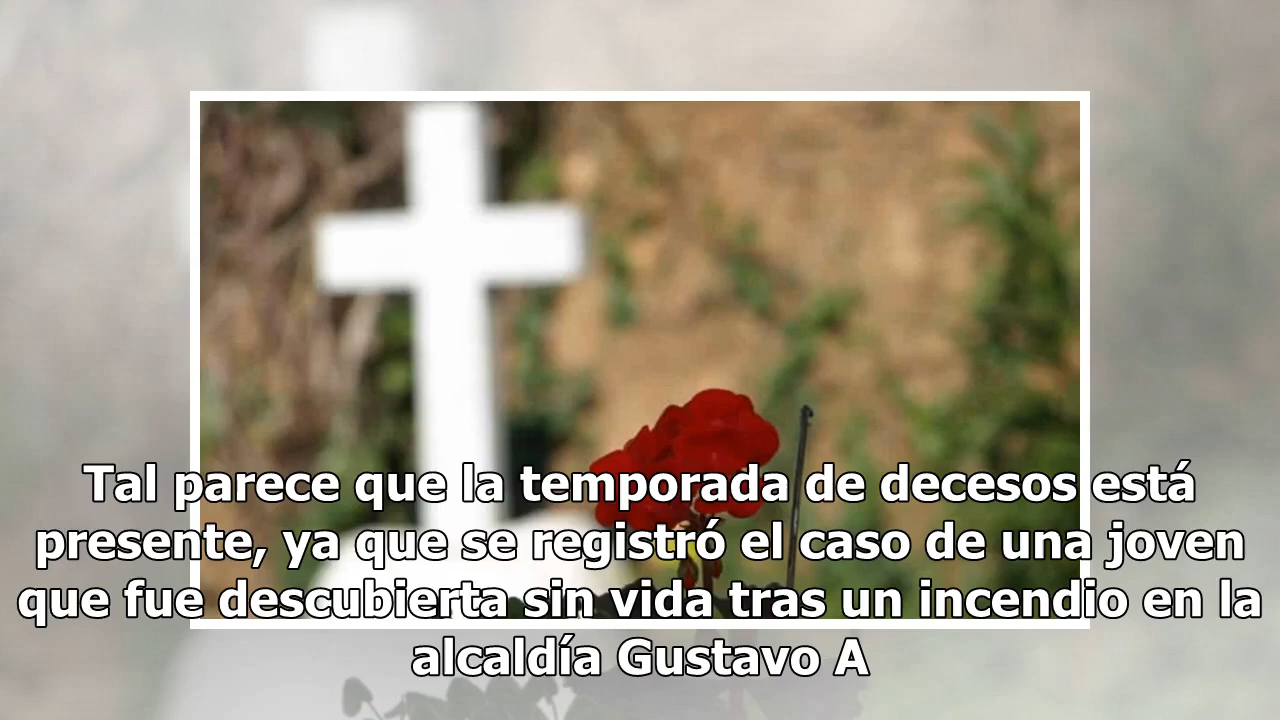 Tal parece que la temporada de decesos está
presente, ya que se registró el caso de una joven
que fue descubierta sin vida tras un incendio en la
alcaldía Gustavo A